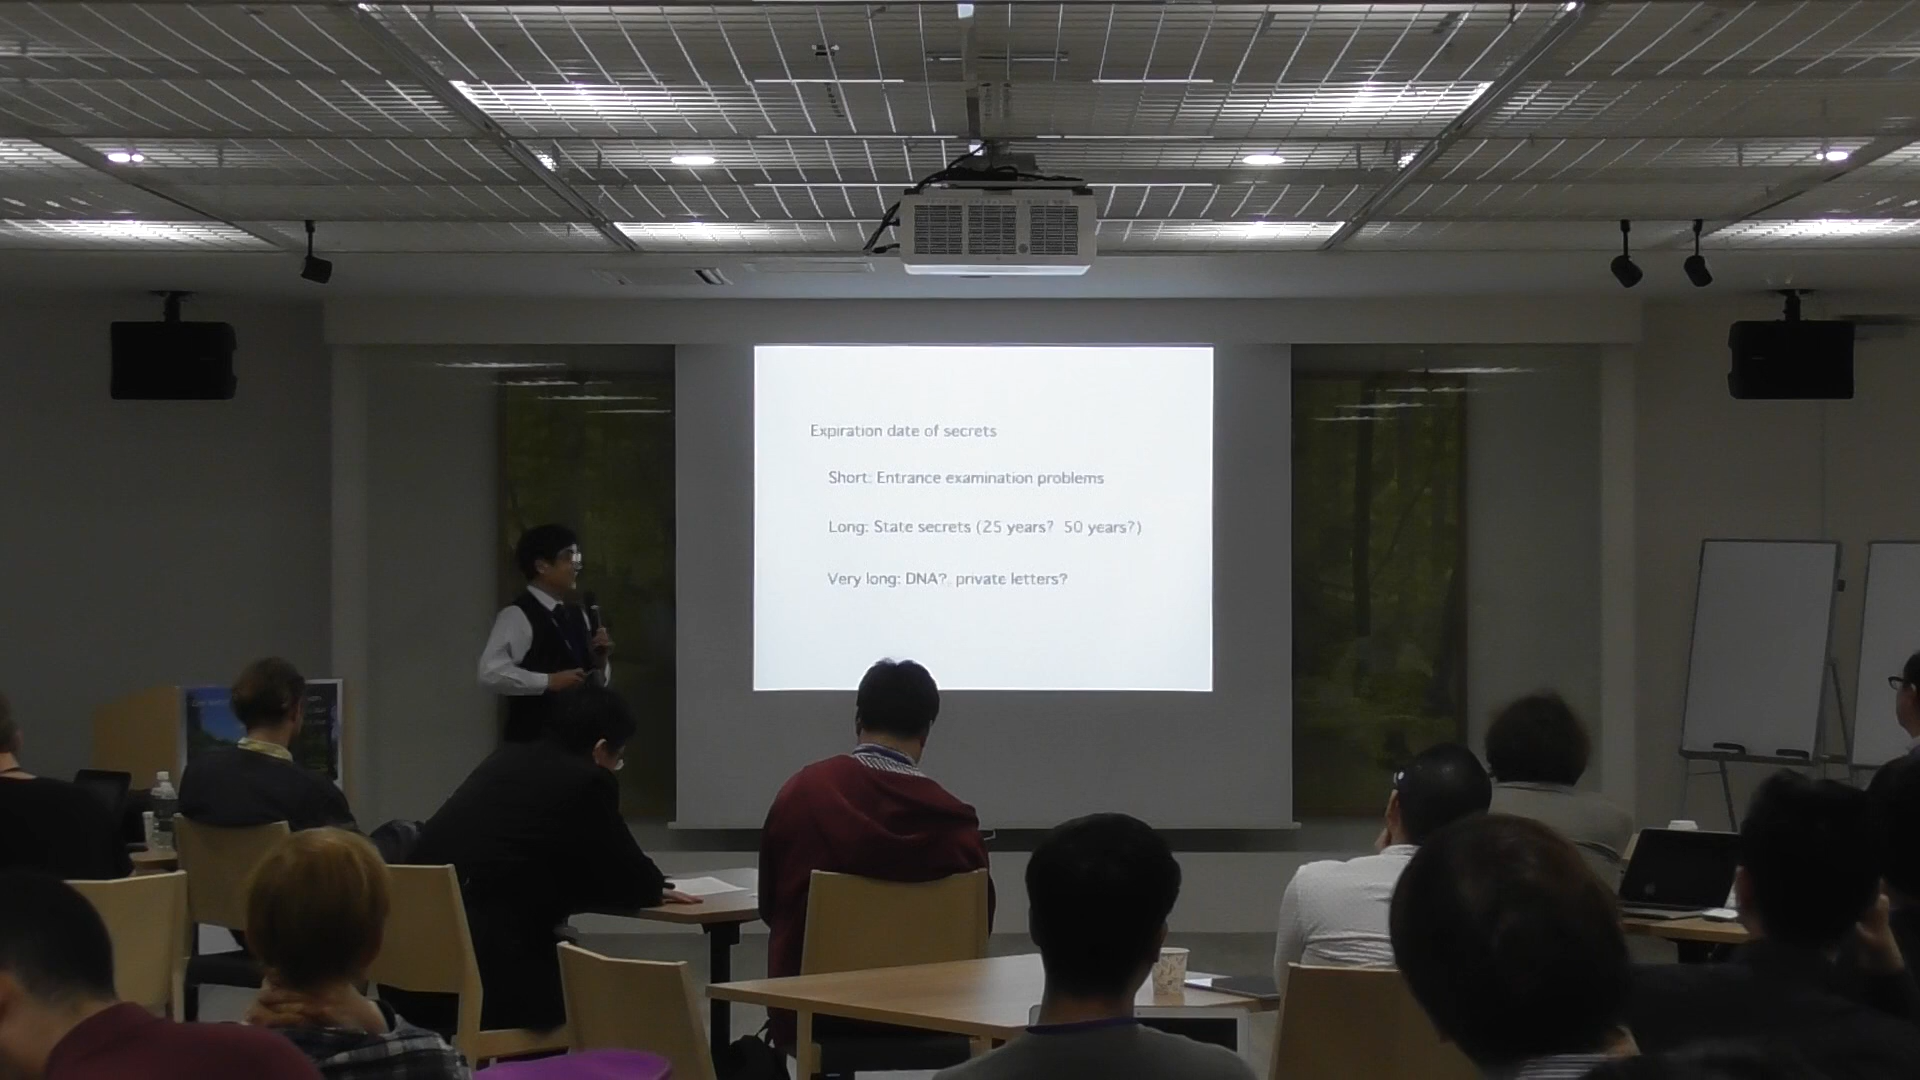 Expiration date of secrets
Short: Entrance examination problems
Long: State secrets (25 years? 50 years?)
Very long: DNA?, private letters?